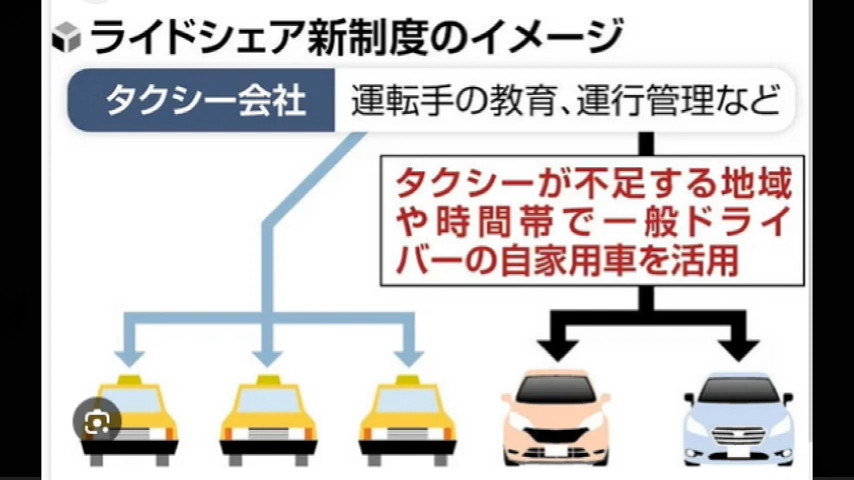 ライドシェア新制度のイメージ
タクシー会社 運転手の教育、運行管理など
タクシーが不足する地域
や時間帯で一般ドライ
バーの自家用車を活用